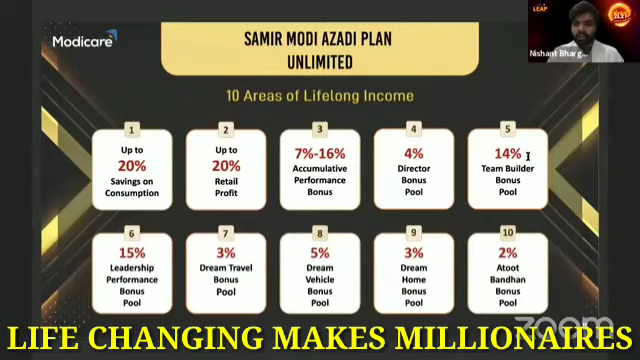 Modicare
SAMIR MODI AZADI PLAN
UNLIMITED
LEAP
Nishant Bharg...
10 Areas of Lifelong Income
1
Up to
20%
Savings on
Consumption
2
Up to
20%
Retail
Profit
3
7%-16%
Accumulative
Performance
Bonus
4
4%
Director
Bonus
Pool
5
14%
Team Builder
Bonus
Pool
6
15%
Leadership
Performance
Bonus
Pool
7
3%
Dream Travel
Bonus
Pool
8
5%
Dream
Vehicle
Bonus
Pool
9
3%
Dream
Home
Bonus
Pool
10
2%
Atoot
Bandhan
Bonus
Pool
zoom
LIFE CHANGING MAKES MILLIONAIRES